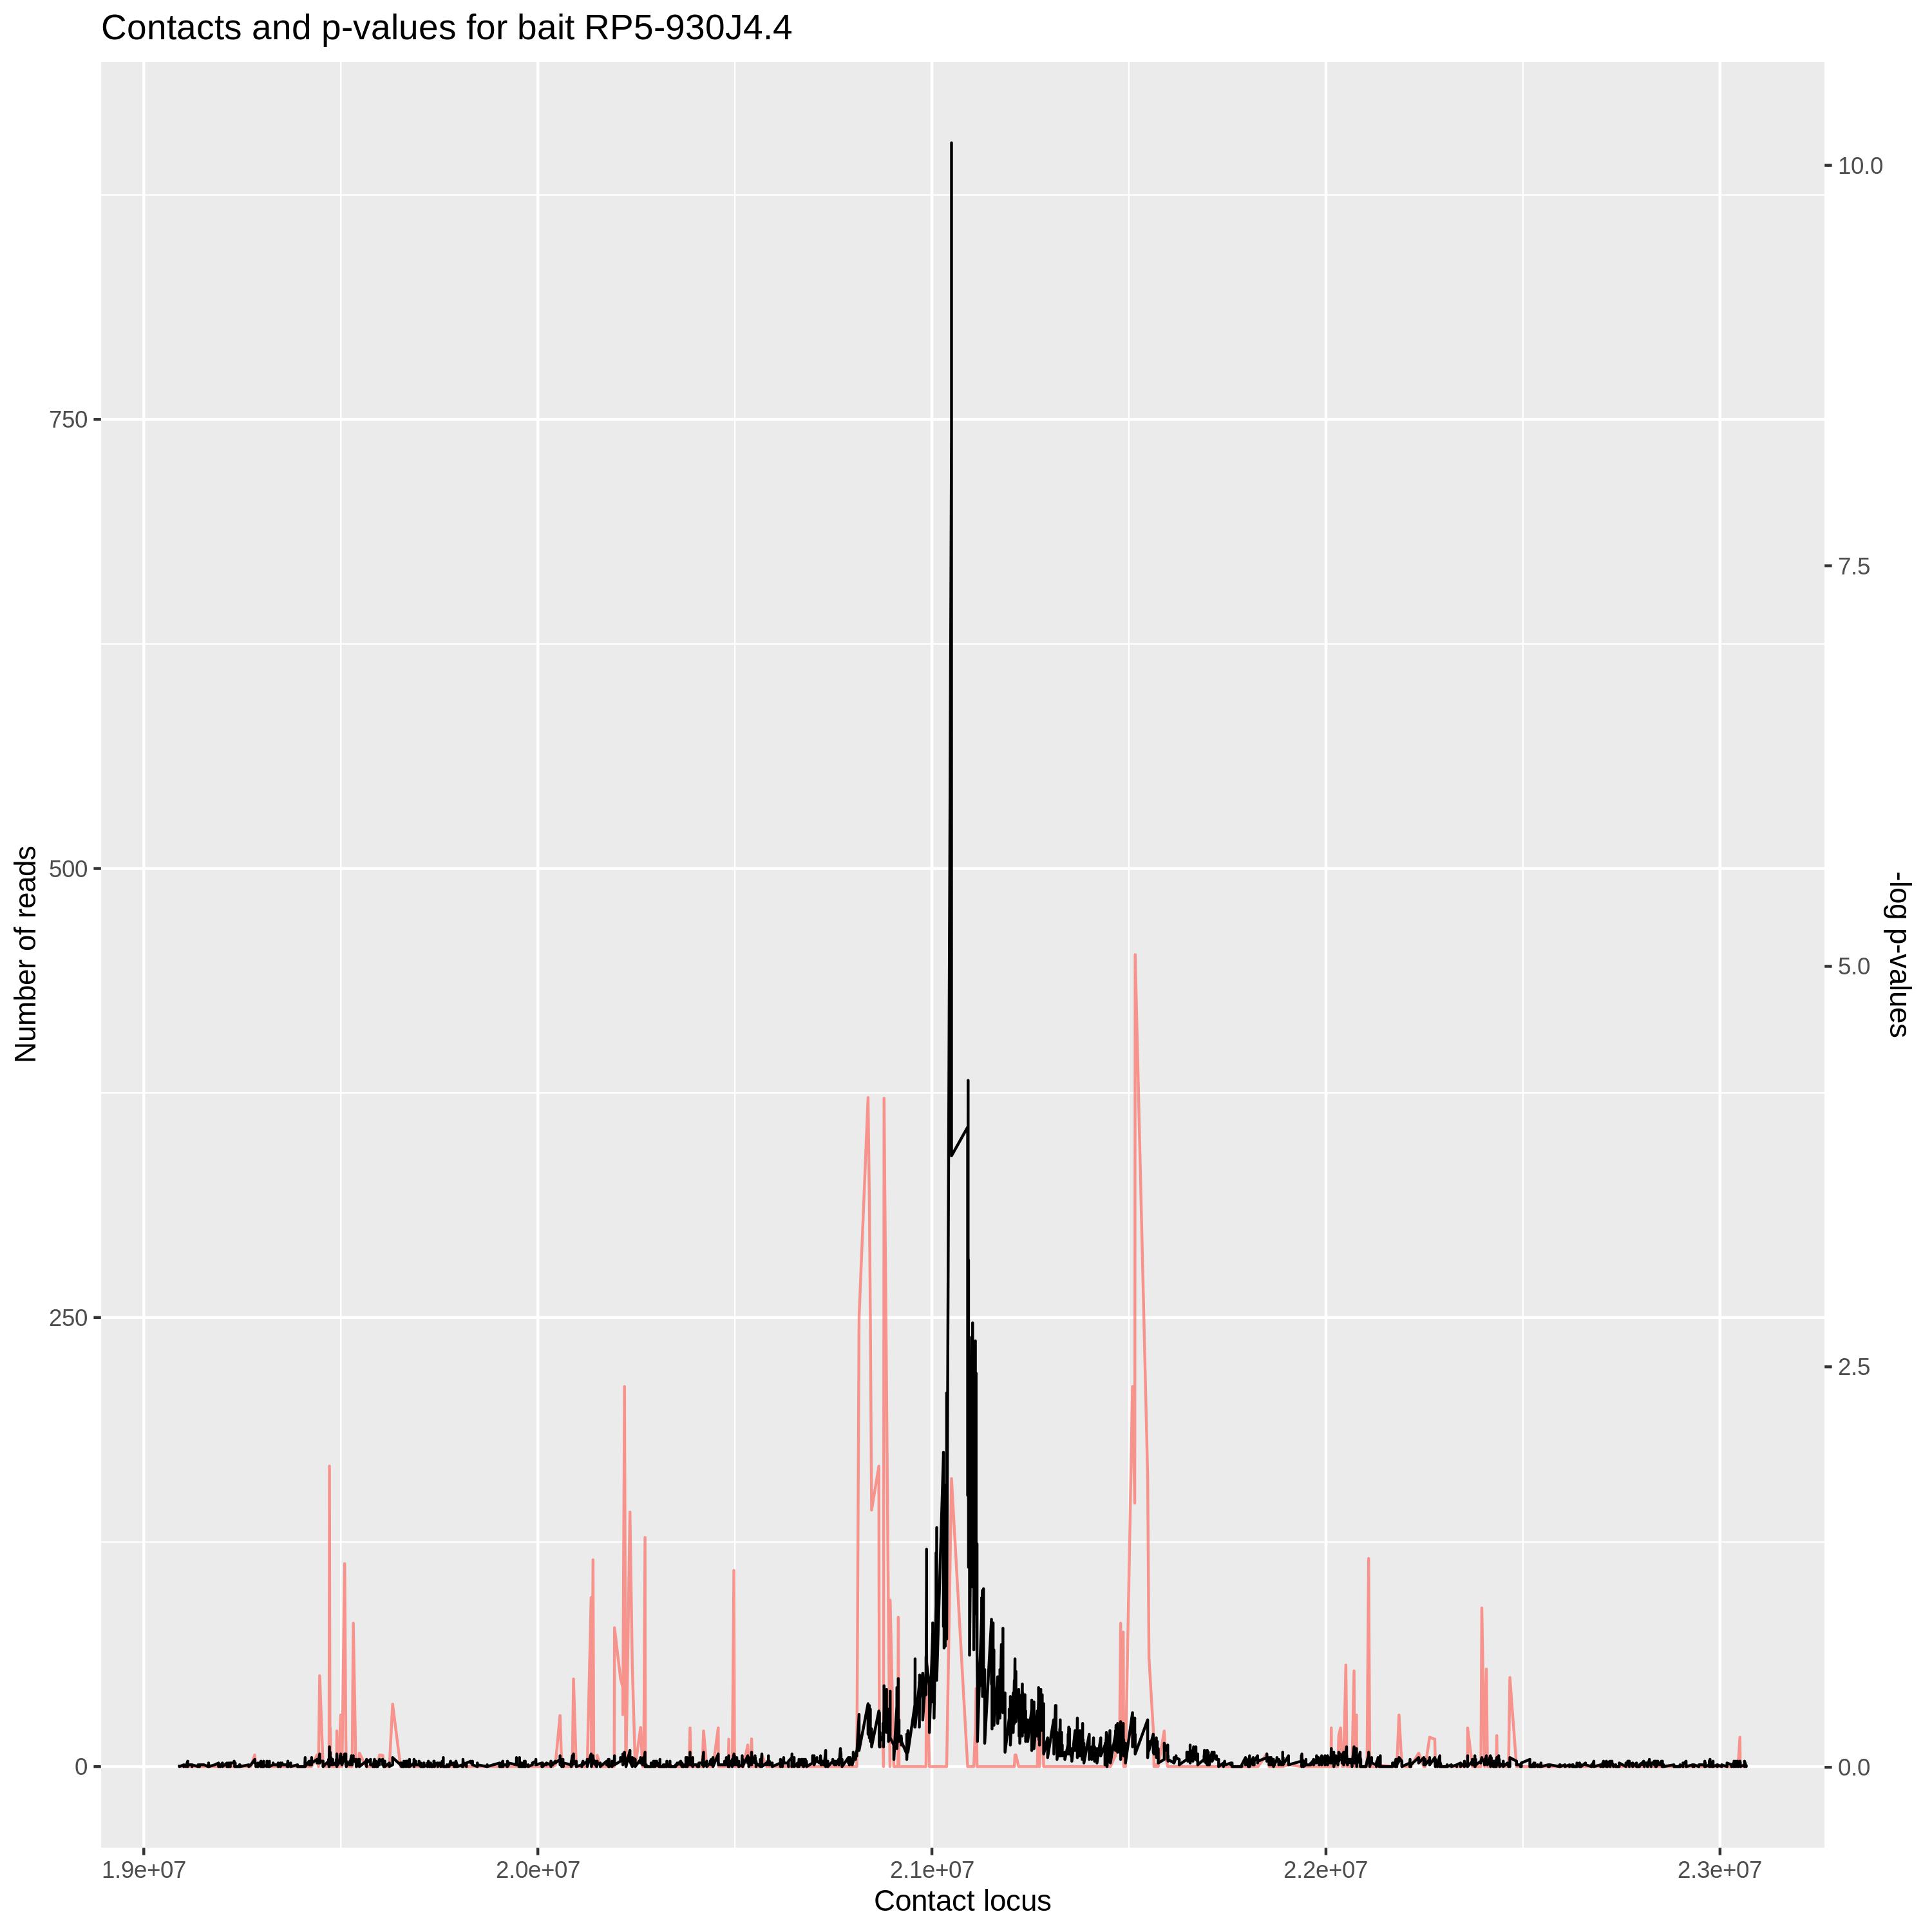 Contacts and p-values for bait RP5-930J4.4
Number of reads
750
500
250
0
10.0
7.5
5.0
2.5
0.0
-log p-values
1.9e+07
2.0e+07
2.1e+07
2.2e+07
2.3e+07
Contact locus